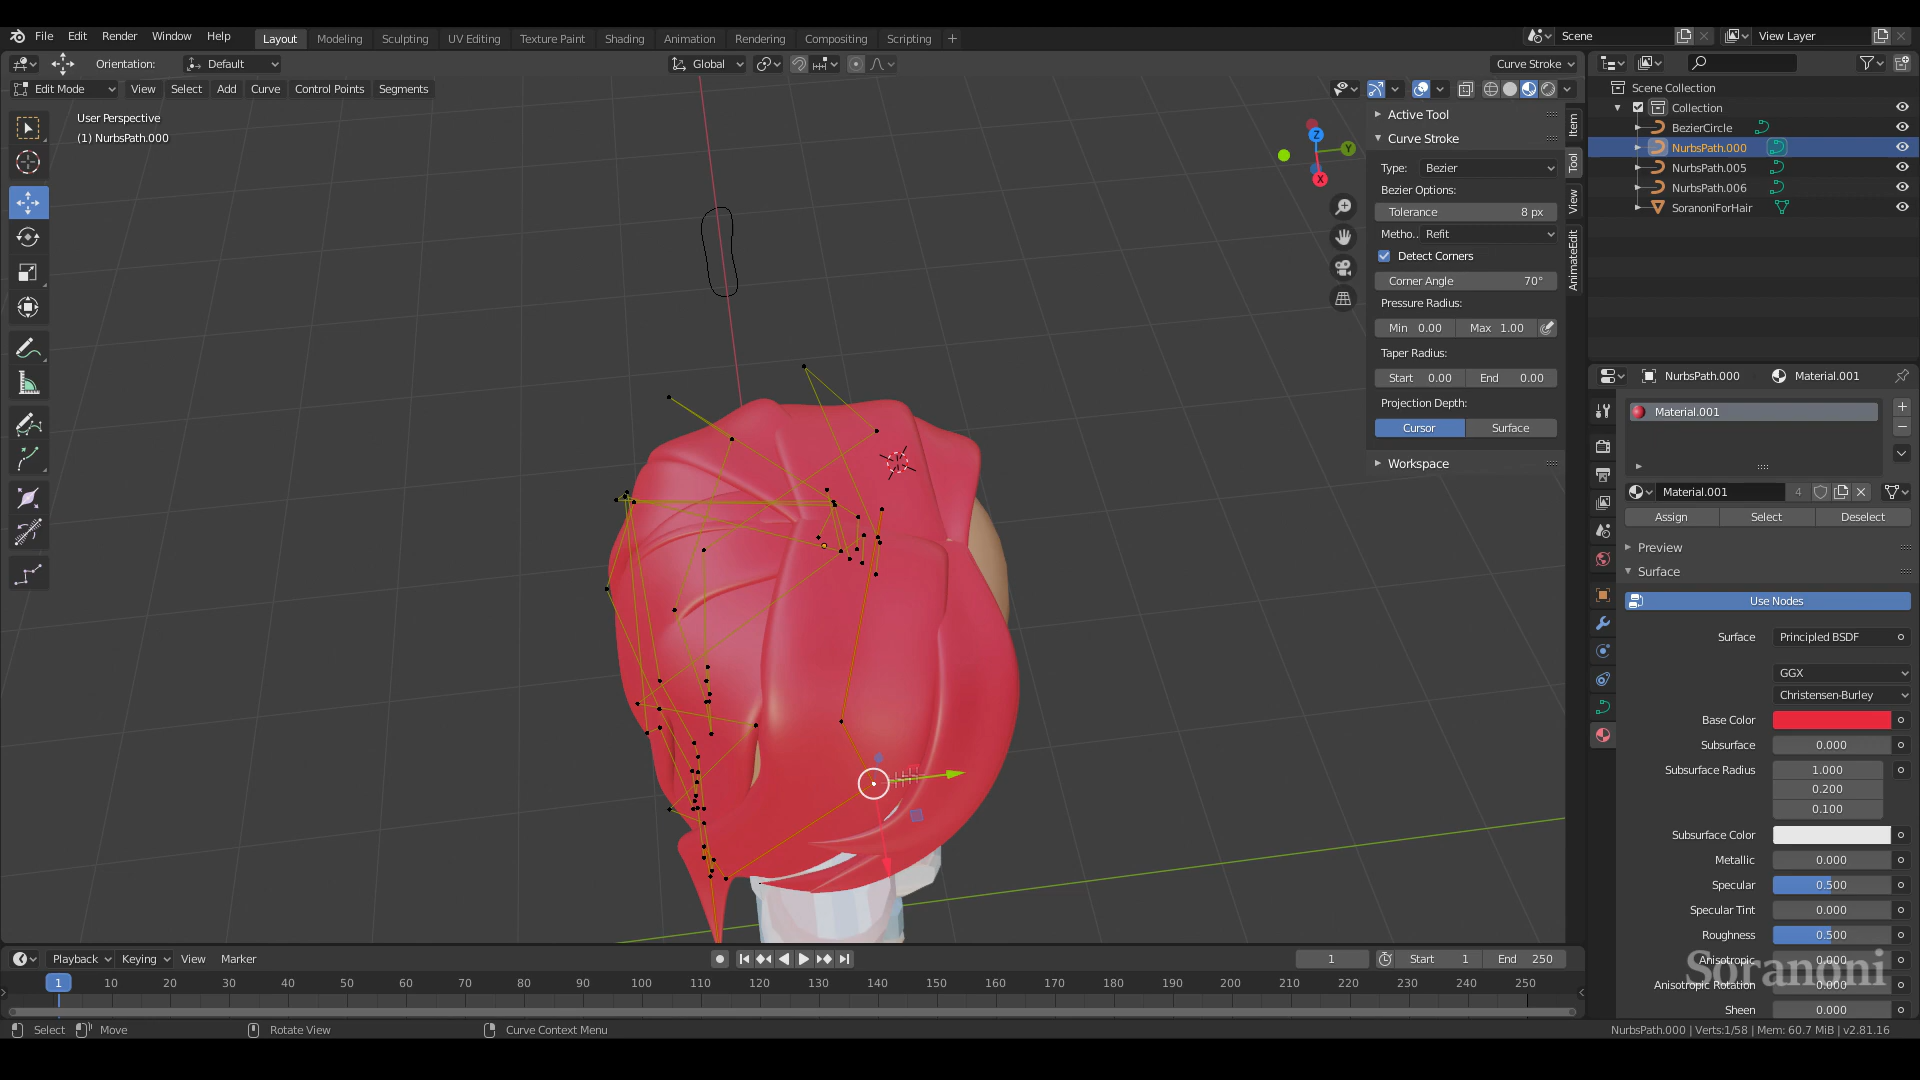 File Edit Render Window Help Layout Modeling Sculpting UV Editing Texture Paint Shading Animation Rendering Compositing Scripting + Scene View Layer
Orientation: Default Global Curve Stroke
Edit Mode View Select Add Curve Control Points Segments
User Perspective
(1) NurbsPath.000
Z
Y
X
Active Tool
Curve Stroke
Type: Bezier
Bezier Options:
Tolerance 8 px
Metho.. Refit
Detect Corners
Corner Angle 70°
Pressure Radius:
Min 0.00 Max 1.00
Taper Radius:
Start 0.00 End 0.00
Projection Depth:
Cursor Surface
Workspace
Item
Tool
View
AnimateEdit
Scene Collection
Collection
BezierCircle
NurbsPath.000
NurbsPath.005
NurbsPath.006
SoranoniForHair
NurbsPath.000 Material.001
Material.001
Material.001 4
Assign Select Deselect
Preview
Surface
Use Nodes
Surface Principled BSDF
GGX
Christensen-Burley
Base Color
Subsurface 0.000
Subsurface Radius 1.000
0.200
0.100
Subsurface Color
Metallic 0.000
Specular 0.500
Specular Tint 0.000
Roughness 0.500
Anisotropic 0.000
Anisotropic Rotation 0.000
Sheen 0.000
Soranoni
Playback Keying View Marker 1 Start 1 End 250
1 10 20 30 40 50 60 70 80 90 100 110 120 130 140 150 160 170 180 190 200 210 220 230 240 250
Select Move Rotate View Curve Context Menu NurbsPath.000 | Verts:1/58 | Mem: 60.7 MiB | v2.81.16